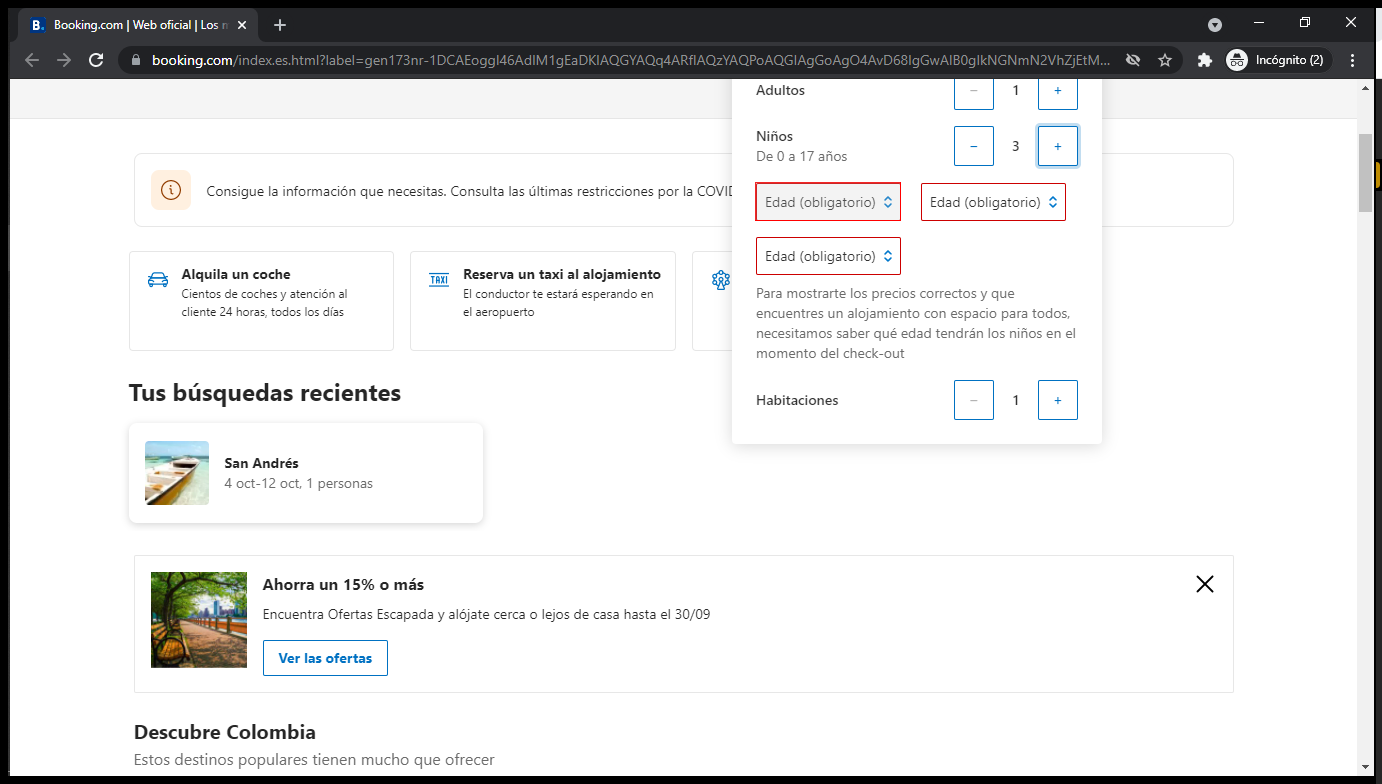 Booking.com | Web oficial | Los
booking.com/index.es.html?label=gen173nr-
Incógnito (2)
Adultos
− 1 +
Niños
De 0 a 17 años
− 3 +
Consigue la información que necesitas. Consulta las últimas restricciones por la COVID
Edad (obligatorio) Edad (obligatorio)
Edad (obligatorio)
Para mostrarte los precios correctos y que
encuentres un alojamiento con espacio para todos,
necesitamos saber qué edad tendrán los niños en el
momento del check-out
Habitaciones
− 1 +
Alquila un coche
Cientos de coches y atención al
cliente 24 horas, todos los días
TAXI
Reserva un taxi al alojamiento
El conductor te estará esperando en
el aeropuerto
Tus búsquedas recientes
San Andrés
4 oct-12 oct, 1 personas
Ahorra un 15% o más
Encuentra Ofertas Escapada y alójate cerca o lejos de casa hasta el 30/09
Ver las ofertas
Descubre Colombia
Estos destinos populares tienen mucho que ofrecer